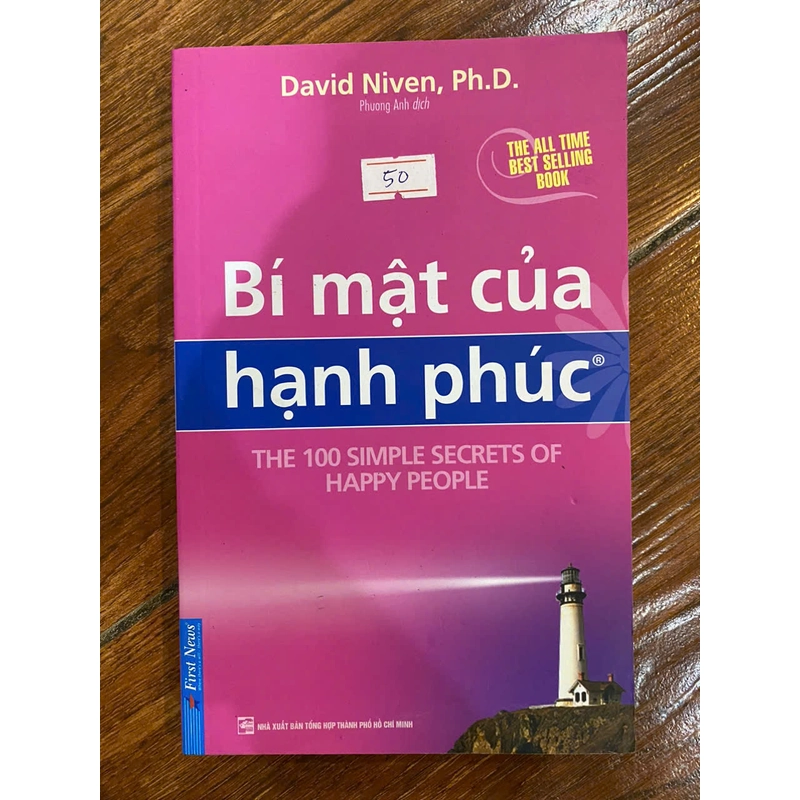 David Niven, Ph.D.
Phương Anh dịch
THE ALL TIME
BEST SELLING
BOOK
50
Bí mật của
hạnh phúc®
THE 100 SIMPLE SECRETS OF
HAPPY PEOPLE
First News
NHÀ XUẤT BẢN TỔNG HỢP THÀNH PHỐ HỒ CHÍ MINH